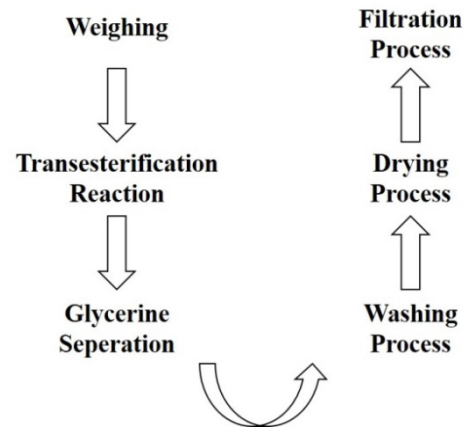 Weighing
Transesterification
Reaction
Glycerine
Seperation
Washing
Process
Drying
Process
Filtration
Process